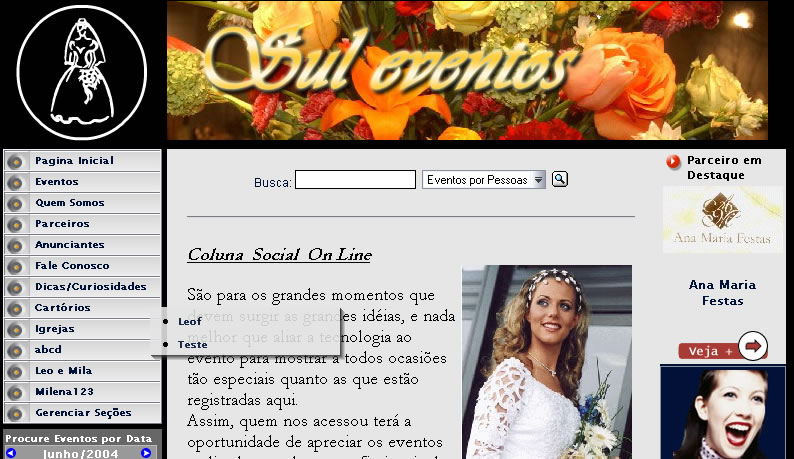 Sul eventos
Pagina Inicial
Eventos
Quem Somos
Parceiros
Anunciantes
Fale Conosco
Dicas/Curiosidades
Cartórios
Igrejas
abcd
Leo e Mila
Milena123
Gerenciar Seções
Procure Eventos por Data
Junho/2004
Leof
Teste
Busca:
Eventos por Pessoas
Coluna Social On Line
São para os grandes momentos que
devem surgir as grandes idéias, e nada
melhor que aliar a tecnologia ao
evento para mostrar a todos ocasiões
tão especiais quanto as que estão
registradas aqui.
Assim, quem nos acessou terá a
oportunidade de apreciar os eventos
Parceiro em
Destaque
Ana Maria Festas
Ana Maria
Festas
Veja +